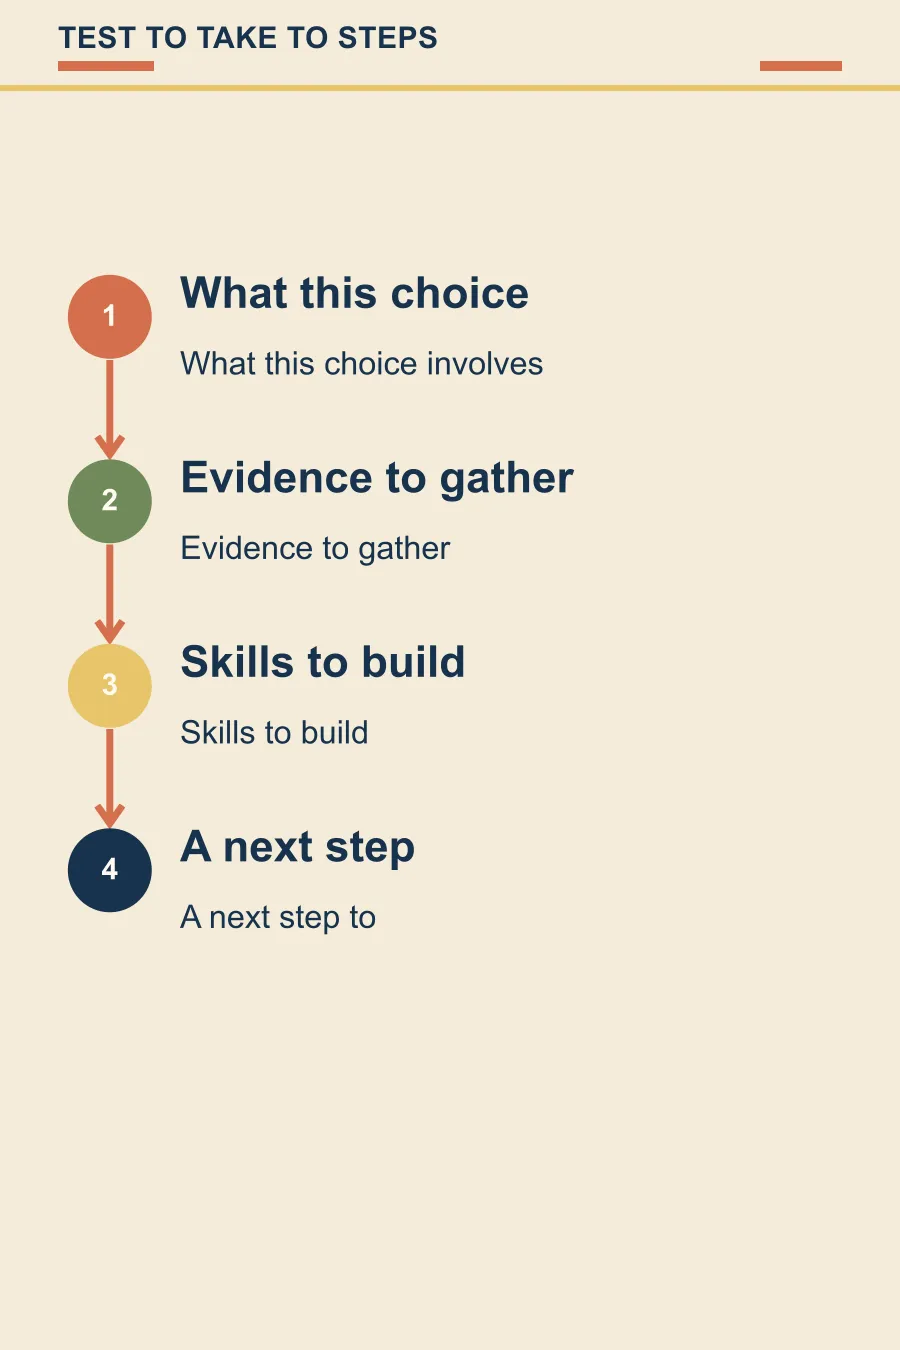 TEST TO TAKE TO STEPS
1
What this choice
What this choice involves
2
Evidence to gather
Evidence to gather
3
Skills to build
Skills to build
4
A next step
A next step to